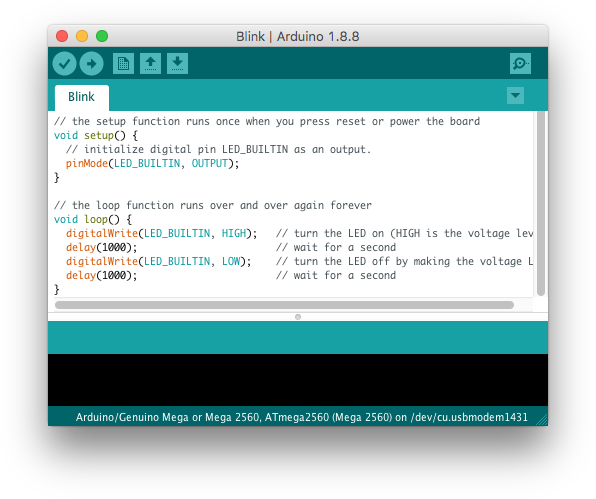 Blink | Arduino 1.8.8
Blink
// the setup function runs once when you press reset or power the board
void setup() {
  // initialize digital pin LED_BUILTIN as an output.
  pinMode(LED_BUILTIN, OUTPUT);
}
// the loop function runs over and over again forever
void loop() {
  digitalWrite(LED_BUILTIN, HIGH);   // turn the LED on (HIGH is the voltage lev
  delay(1000);                       // wait for a second
  digitalWrite(LED_BUILTIN, LOW);    // turn the LED off by making the voltage L
  delay(1000);                       // wait for a second
}
Arduino/Genuino Mega or Mega 2560, ATmega2560 (Mega 2560) on /dev/cu.usbmodem1431